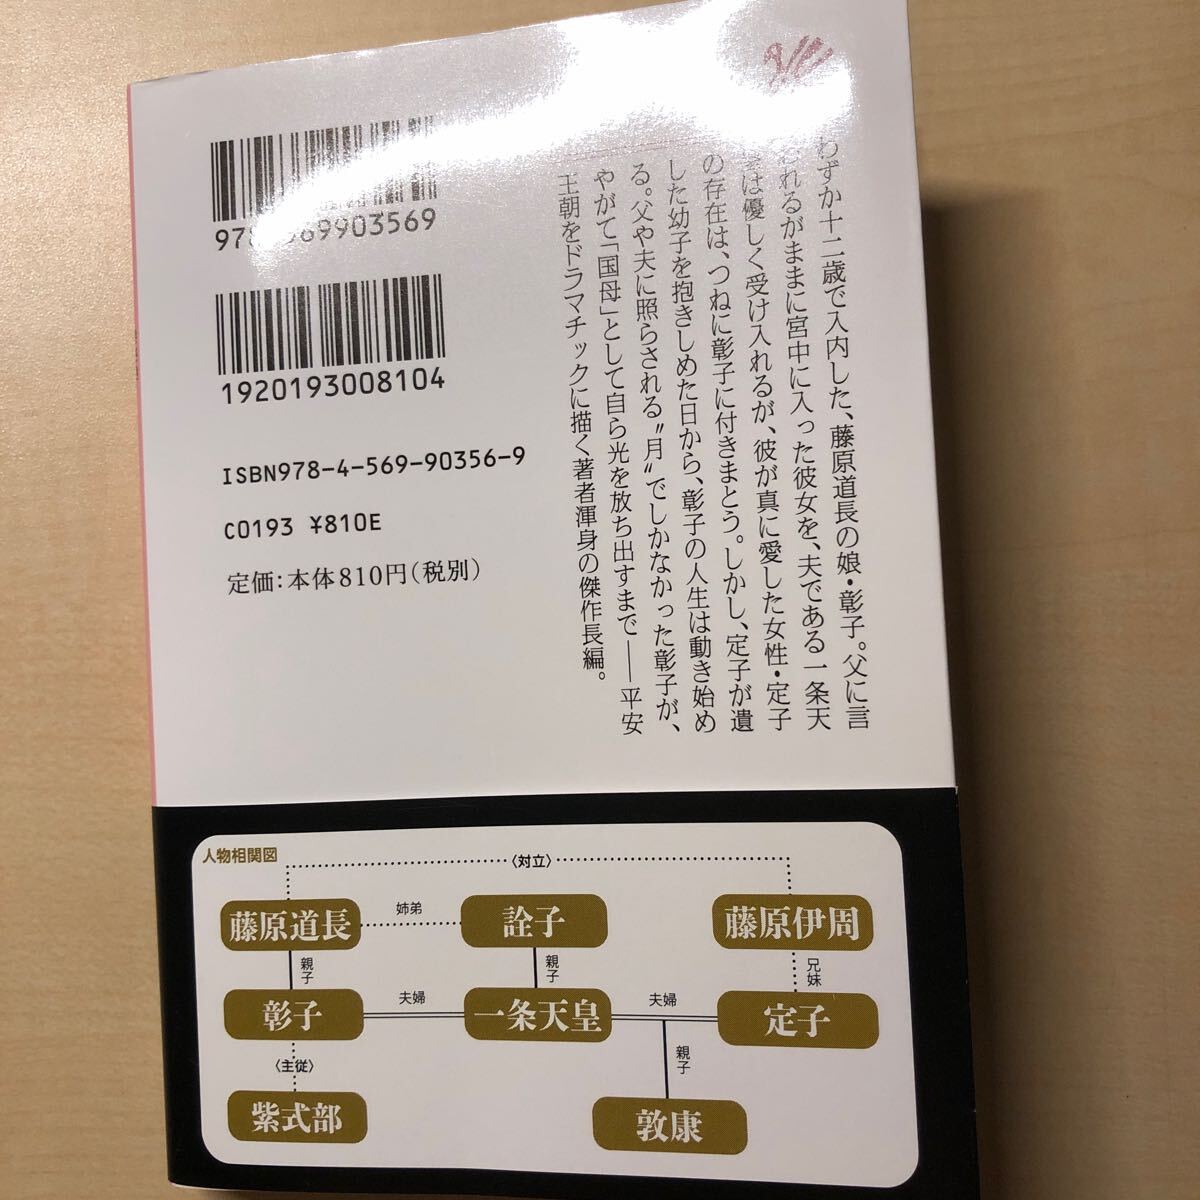 9784569903569
1920193008104
ISBN978-4-569-90356-9
C0193 ¥810E
定価：本体810円（税別）
わずか十二歳で入内した、藤原道長の娘・彰子。父に言
われるがままに宮中に入った彼女を、夫である一条天
皇は優しく受け入れるが、彼が真に愛した女性・定子
の存在は、つねに彰子に付きまとう。しかし、定子が遺
した幼子を抱きしめた日から、彰子の人生は動き始め
る。父や夫に照らされる〝月〟でしかなかった彰子が、
やがて「国母」として自ら光を放ち出すまで――平安
王朝をドラマチックに描く著者渾身の傑作長編。
人物相関図
〈対立〉
藤原道長
姉弟
詮子
藤原伊周
親子
親子
兄妹
彰子
夫婦
一条天皇
夫婦
定子
〈主従〉
親子
紫式部
敦康